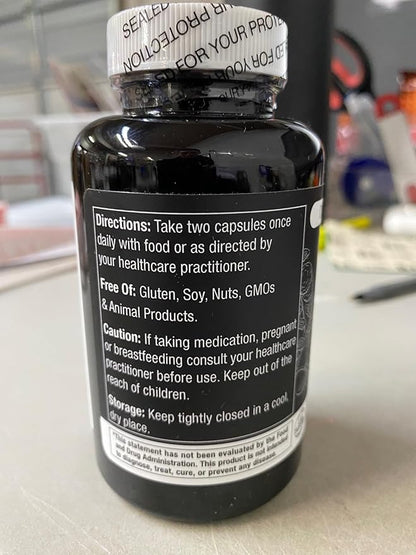 SEALED FOR YOUR PROTECTION
Directions: Take two capsules once
daily with food or as directed by
your healthcare practitioner.
Free Of: Gluten, Soy, Nuts, GMOs
& Animal Products.
Caution: If taking medication, pregnant
or breastfeeding consult your healthcare
practitioner before use. Keep out of the
reach of children.
Storage: Keep tightly closed in a cool,
dry place.
*This statement has not been evaluated by the Food
and Drug Administration. This product is not intended
to diagnose, treat, cure, or prevent any disease.